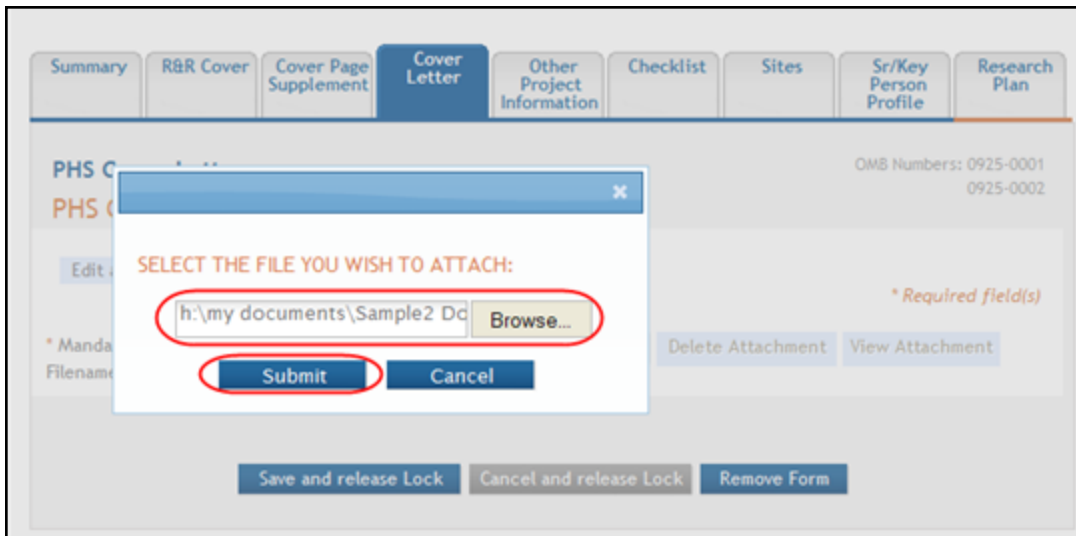 Summary
R&R Cover
Cover Page
Supplement
Cover
Letter
Other
Project
Information
Checklist
Sites
Sr/Key
Person
Profile
Research
Plan
PHS
OMB Numbers: 0925-0001
0925-0002
PHS
×
Edit
SELECT THE FILE YOU WISH TO ATTACH:
* Required field(s)
h:\my documents\Sample2 Do Browse...
* Manda
Filename
Delete Attachment View Attachment
Submit Cancel
Save and release Lock Cancel and release Lock Remove Form